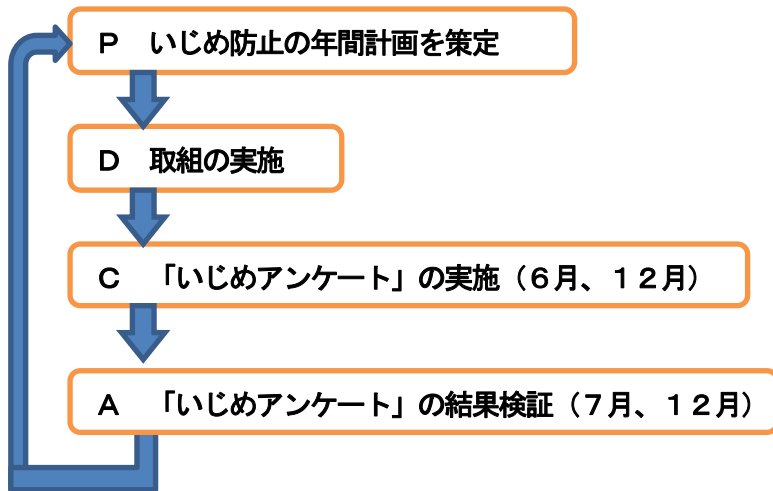 Ｐ　いじめ防止の年間計画を策定
Ｄ　取組の実施
Ｃ　「いじめアンケート」の実施（６月、１２月）
Ａ　「いじめアンケート」の結果検証（７月、１２月）